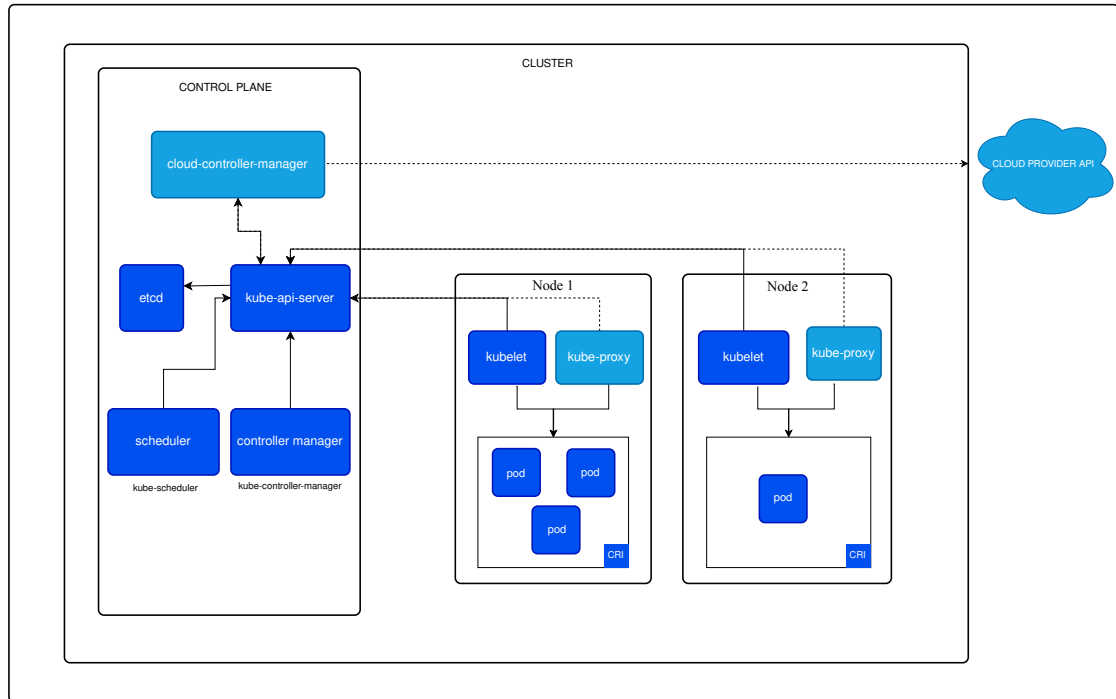 CLUSTER
CONTROL PLANE
cloud-controller-manager
CLOUD PROVIDER API
etcd
kube-api-server
scheduler
kube-scheduler
controller manager
kube-controller-manager
Node 1
kubelet
kube-proxy
pod
pod
pod
CRI
Node 2
kubelet
kube-proxy
pod
CRI